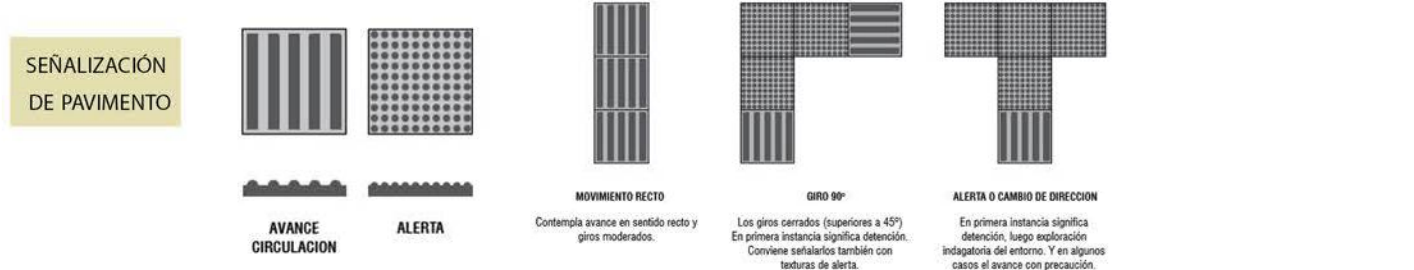 SEÑALIZACIÓN
DE PAVIMENTO
AVANCE
CIRCULACION
ALERTA
MOVIMIENTO RECTO
Contempla avance en sentido recto y
giros moderados.
GIRO 90º
Los giros cerrados (superiores a 45º)
En primera instancia significa detención.
Conviene señalarlos también con
texturas de alerta.
ALERTA O CAMBIO DE DIRECCION
En primera instancia significa
detención, luego exploración
indagatoria del entorno. Y en algunos
casos el avance con precaución.